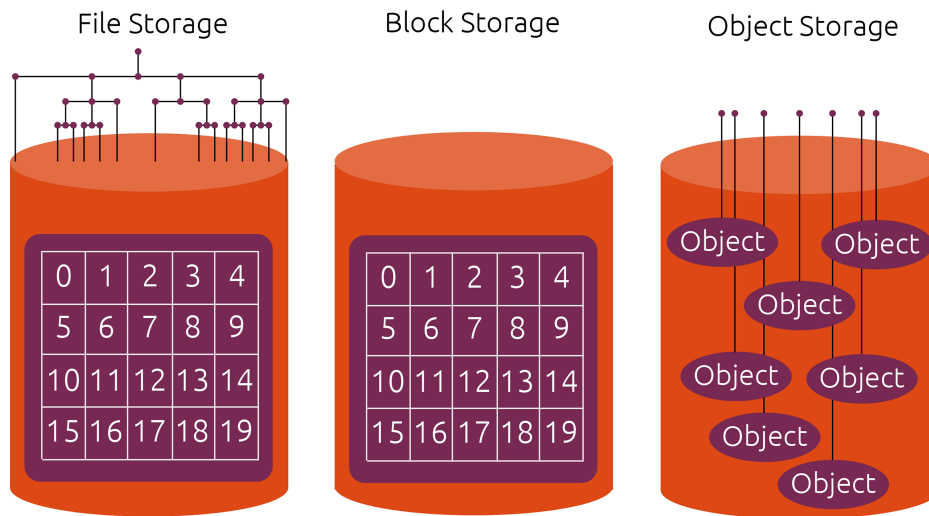 File Storage
Block Storage
Object Storage
0 1 2 3 4
5 6 7 8 9
10 11 12 13 14
15 16 17 18 19
0 1 2 3 4
5 6 7 8 9
10 11 12 13 14
15 16 17 18 19
Object
Object
Object
Object
Object
Object
Object